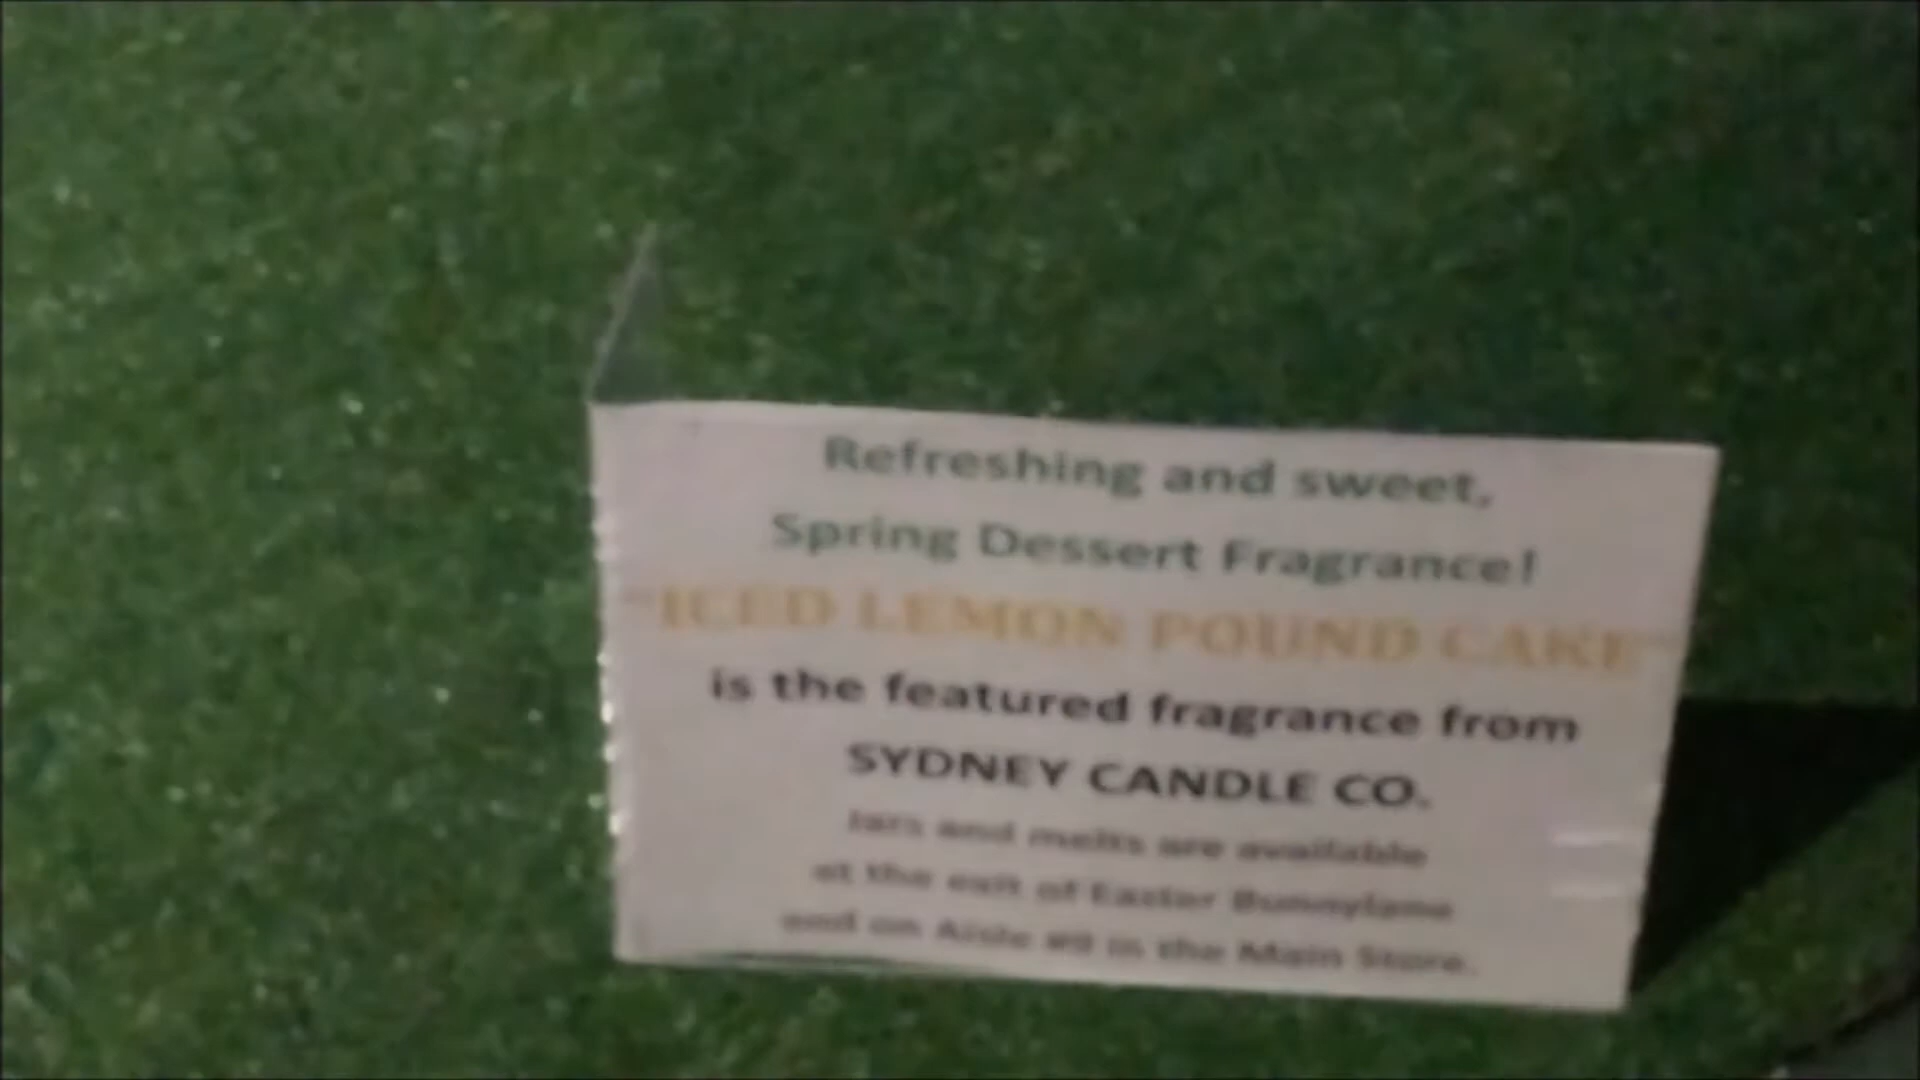 Refreshing and sweet,
Spring Dessert Fragrance!
"ICED LEMON POUND CAKE"
is the featured fragrance from
SYDNEY CANDLE CO.
Jars and melts are available
at the exit of Easter Bunnylane
and on Aisle #9 in the Main Store.